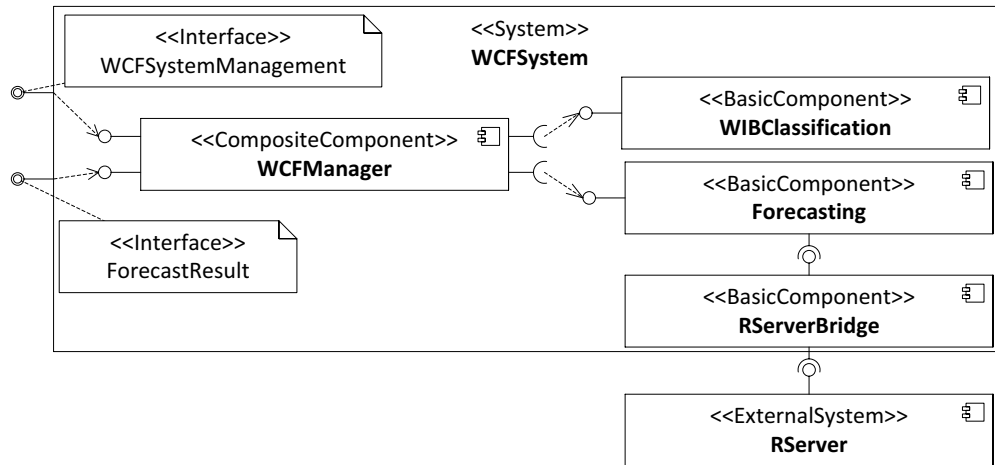 <<Interface>>
WCFSystemManagement
<<System>>
WCFSystem
<<CompositeComponent>>
WCFManager
<<BasicComponent>>
WIBClassification
<<BasicComponent>>
Forecasting
<<Interface>>
ForecastResult
<<BasicComponent>>
RServerBridge
<<ExternalSystem>>
RServer